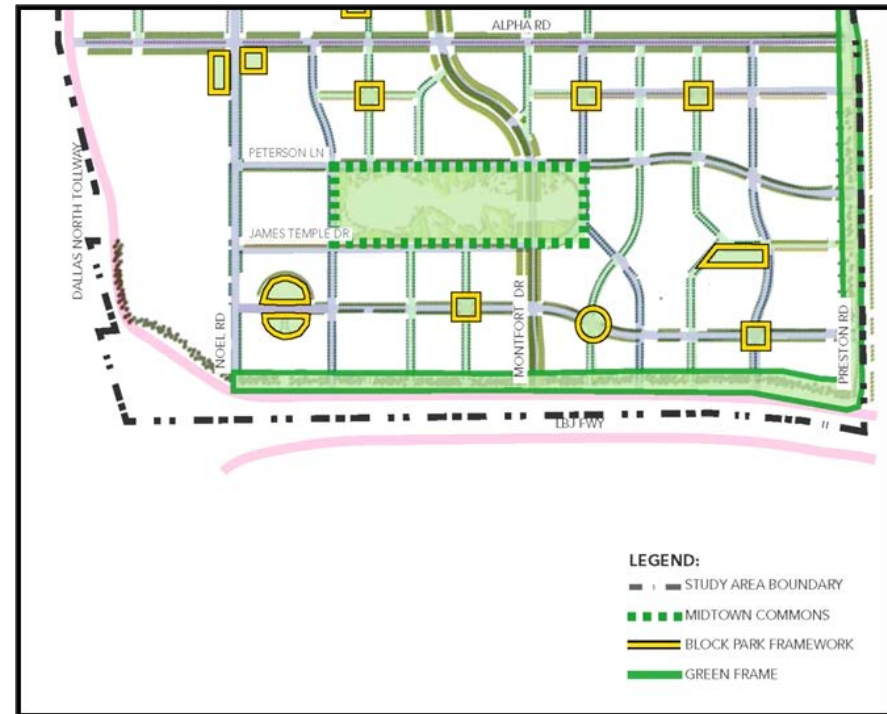 ALPHA RD
DALLAS NORTH TOLLWAY
PETERSON LN
JAMES TEMPLE DR
NOEL RD
MONTFORT DR
PRESTON RD
LBJ FWY
LEGEND:
STUDY AREA BOUNDARY
MIDTOWN COMMONS
BLOCK PARK FRAMEWORK
GREEN FRAME